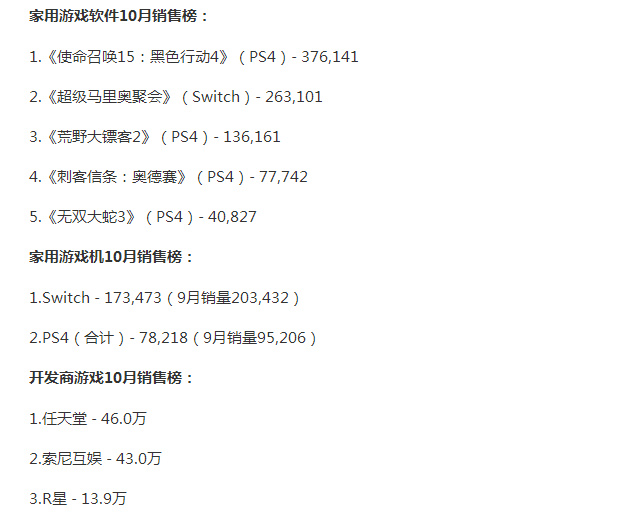 家用游戏软件10月销售榜：
1.《使命召唤15：黑色行动4》（PS4）- 376,141
2.《超级马里奥聚会》（Switch）- 263,101
3.《荒野大镖客2》（PS4）- 136,161
4.《刺客信条：奥德赛》（PS4）- 77,742
5.《无双大蛇3》（PS4）- 40,827
家用游戏机10月销售榜：
1.Switch - 173,473（9月销量203,432）
2.PS4（合计）- 78,218（9月销量95,206）
开发商游戏10月销售榜：
1.任天堂 - 46.0万
2.索尼互娱 - 43.0万
3.R星 - 13.9万